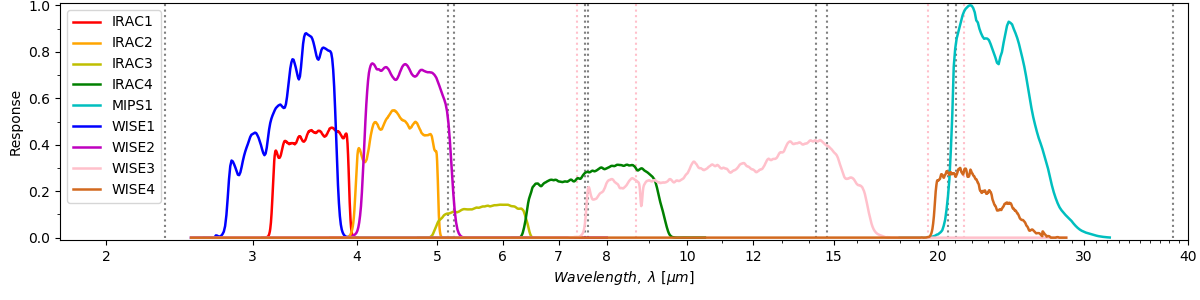 1.0
0.8
0.6
0.4
0.2
0.0
Response
IRAC1
IRAC2
IRAC3
IRAC4
MIPS1
WISE1
WISE2
WISE3
WISE4
2 3 4 5 6 7 8 10 12 15 20 30 40
Wavelength, λ [μm]